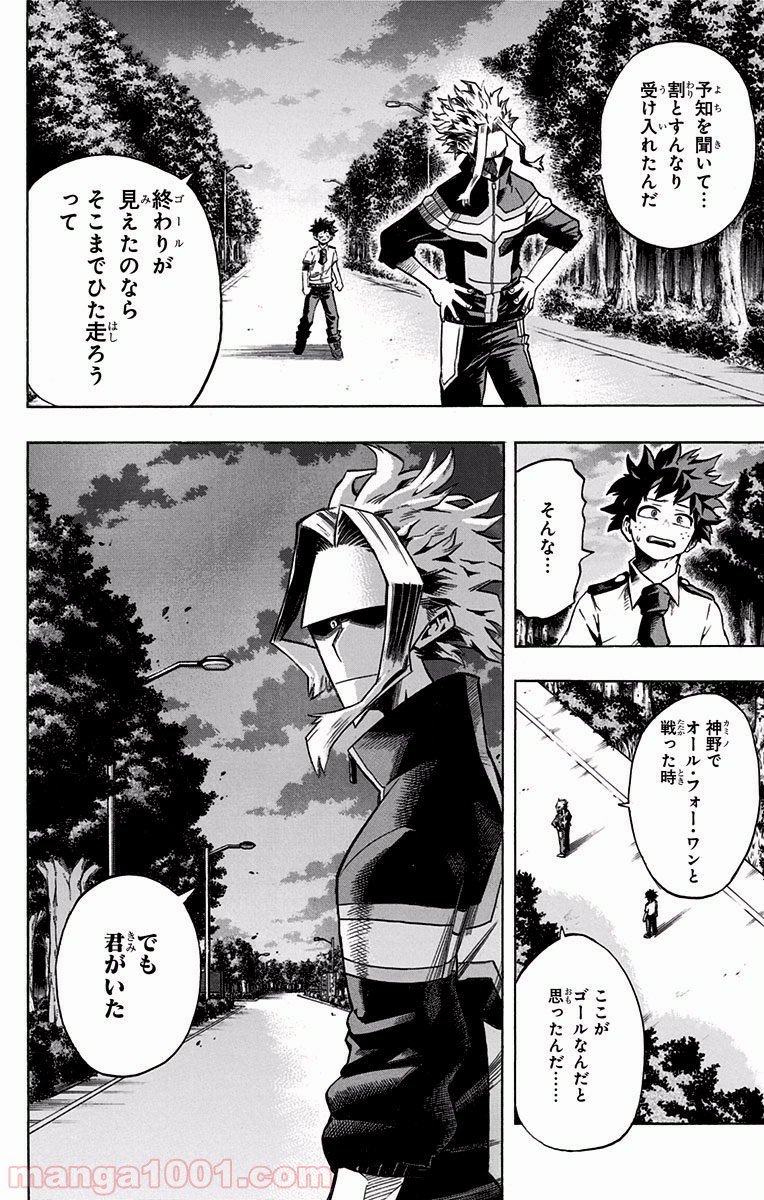 予知を聞いて…
割とすんなり
受け入れたんだ
終わりが
見えたのなら
そこまでひた走ろう
って
そんな…
神野で
オール・フォー・ワンと
戦った時
ここが
ゴールなんだと
思ったんだ……
でも
君がいた
manga1001.com